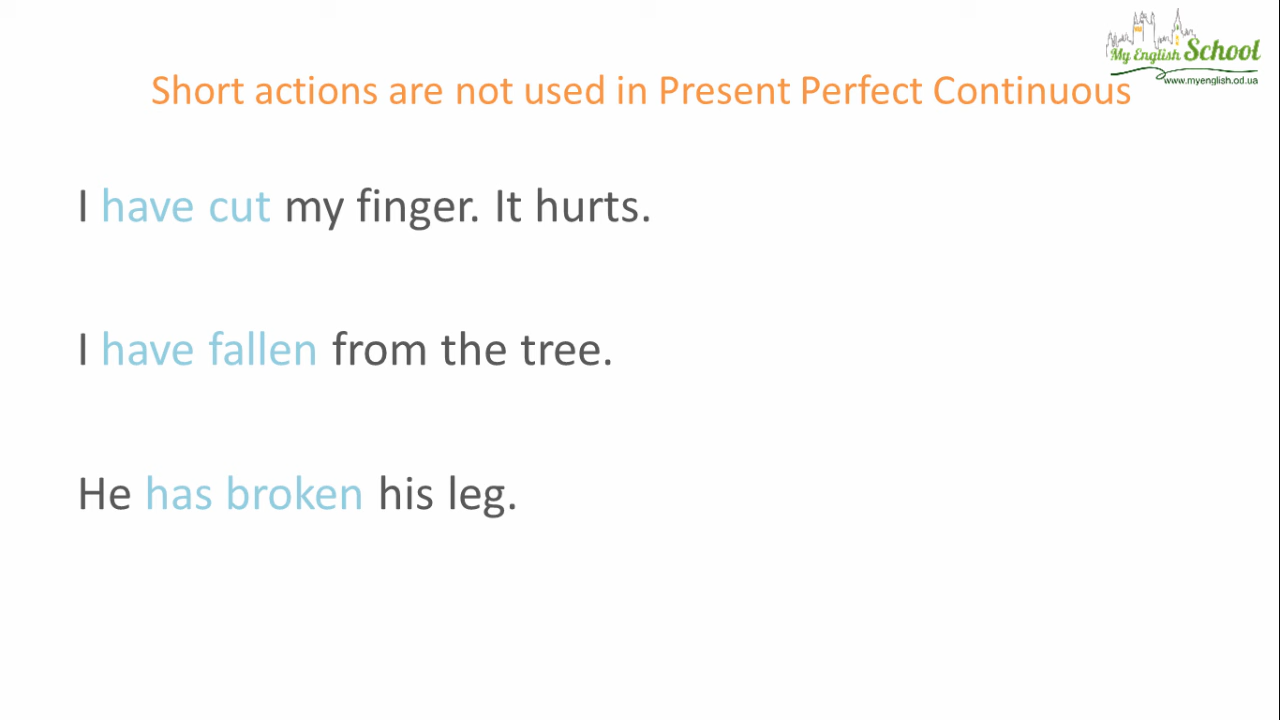 My English School
www.myenglish.od.ua
Short actions are not used in Present Perfect Continuous
I have cut my finger. It hurts.
I have fallen from the tree.
He has broken his leg.